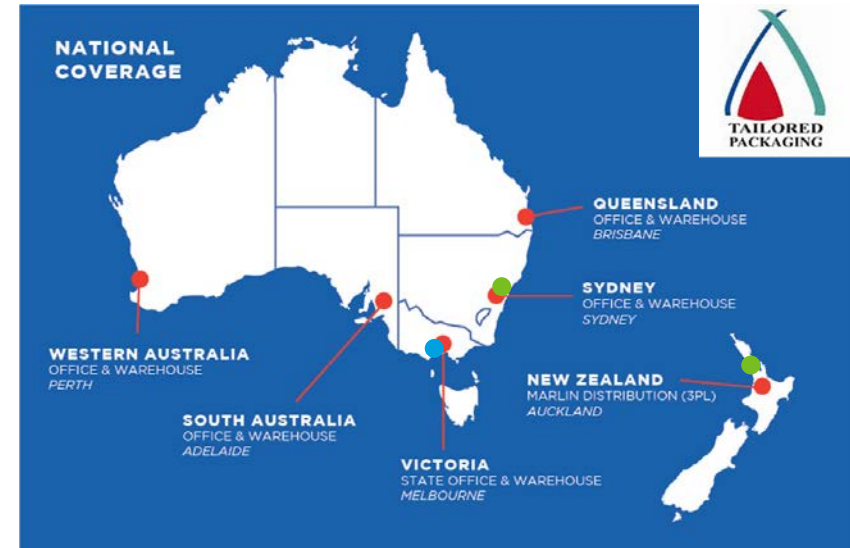 NATIONAL
COVERAGE
TAILORED
PACKAGING
QUEENSLAND
OFFICE & WAREHOUSE
BRISBANE
SYDNEY
OFFICE & WAREHOUSE
SYDNEY
WESTERN AUSTRALIA
OFFICE & WAREHOUSE
PERTH
NEW ZEALAND
MARLIN DISTRIBUTION (3PL)
AUCKLAND
SOUTH AUSTRALIA
OFFICE & WAREHOUSE
ADELAIDE
VICTORIA
STATE OFFICE & WAREHOUSE
MELBOURNE